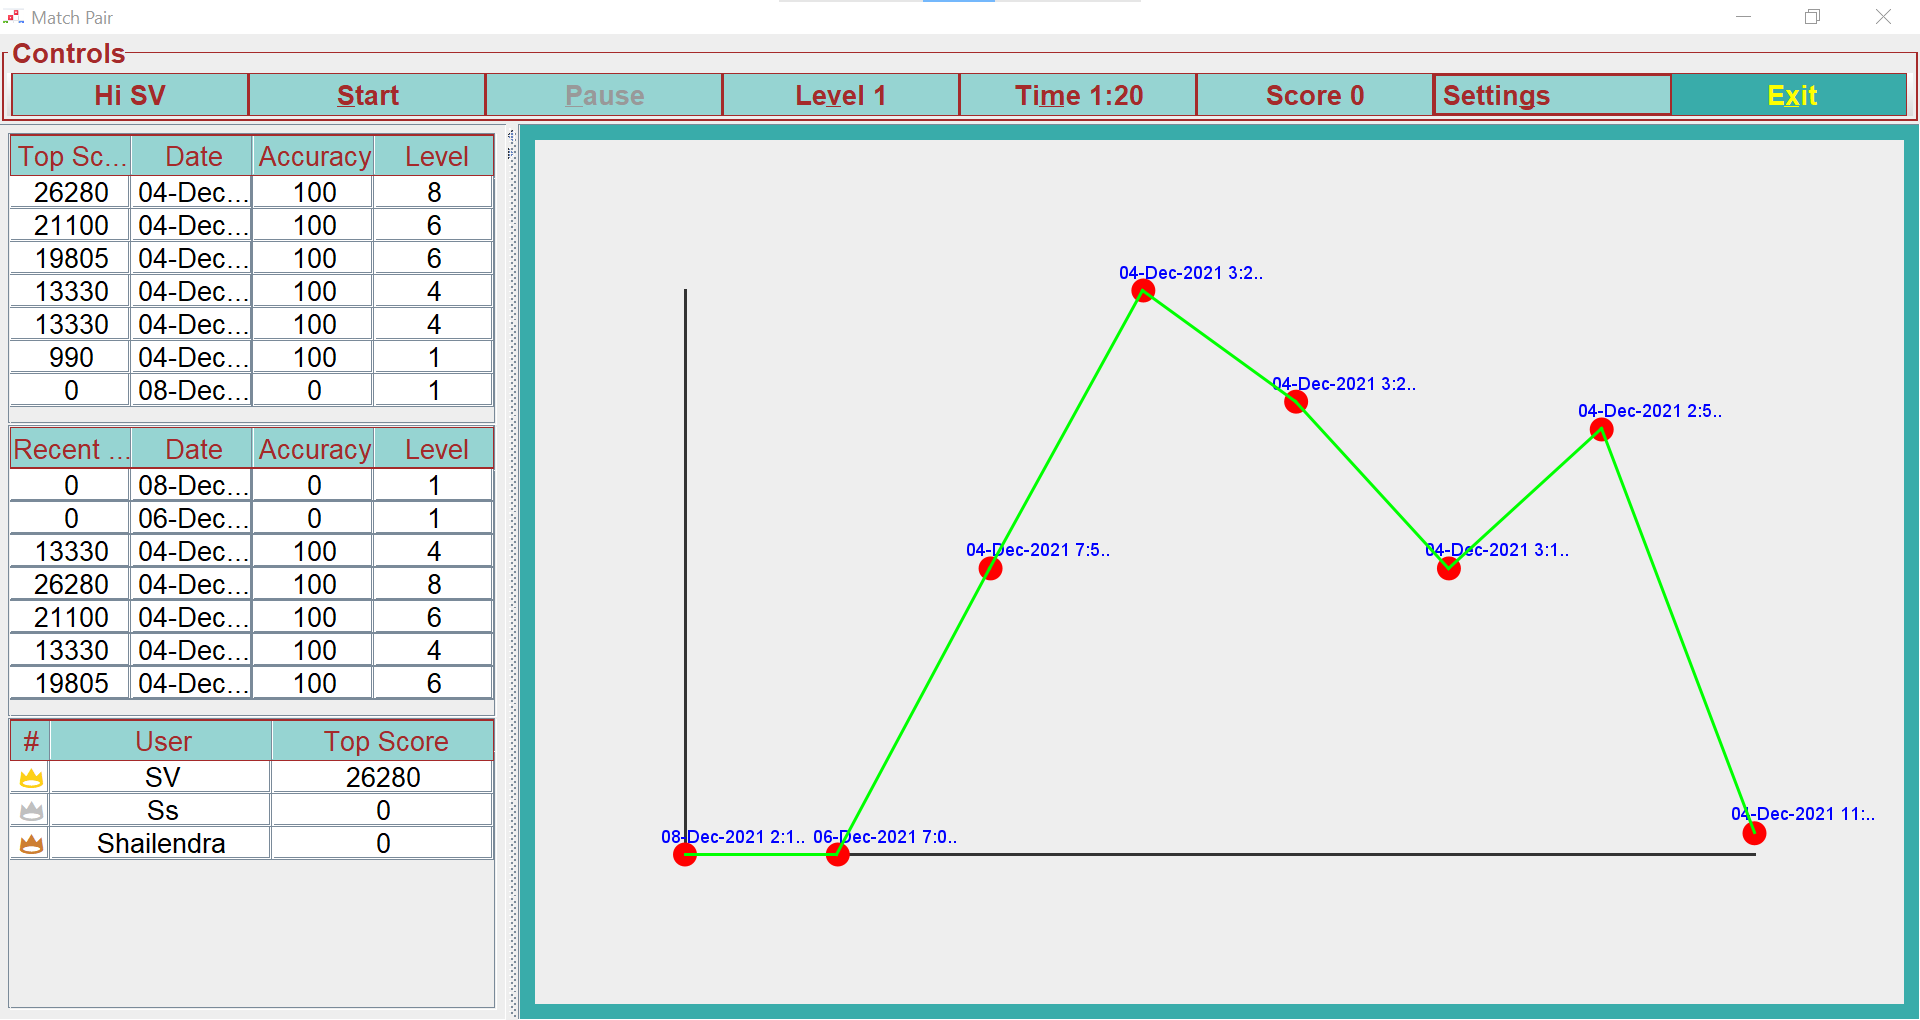 Match Pair
Controls
Hi SV Start Pause Level 1 Time 1:20 Score 0 Settings Exit
Top Sc... Date Accuracy Level
26280 04-Dec... 100 8
21100 04-Dec... 100 6
19805 04-Dec... 100 6
13330 04-Dec... 100 4
13330 04-Dec... 100 4
990 04-Dec... 100 1
0 08-Dec... 0 1
Recent ... Date Accuracy Level
0 08-Dec... 0 1
0 06-Dec... 0 1
13330 04-Dec... 100 4
26280 04-Dec... 100 8
21100 04-Dec... 100 6
13330 04-Dec... 100 4
19805 04-Dec... 100 6
# User Top Score
SV 26280
Ss 0
Shailendra 0
04-Dec-2021 3:2..
04-Dec-2021 3:2..
04-Dec-2021 2:5..
04-Dec-2021 7:5..
04-Dec-2021 3:1..
04-Dec-2021 11:..
08-Dec-2021 2:1..
06-Dec-2021 7:0..